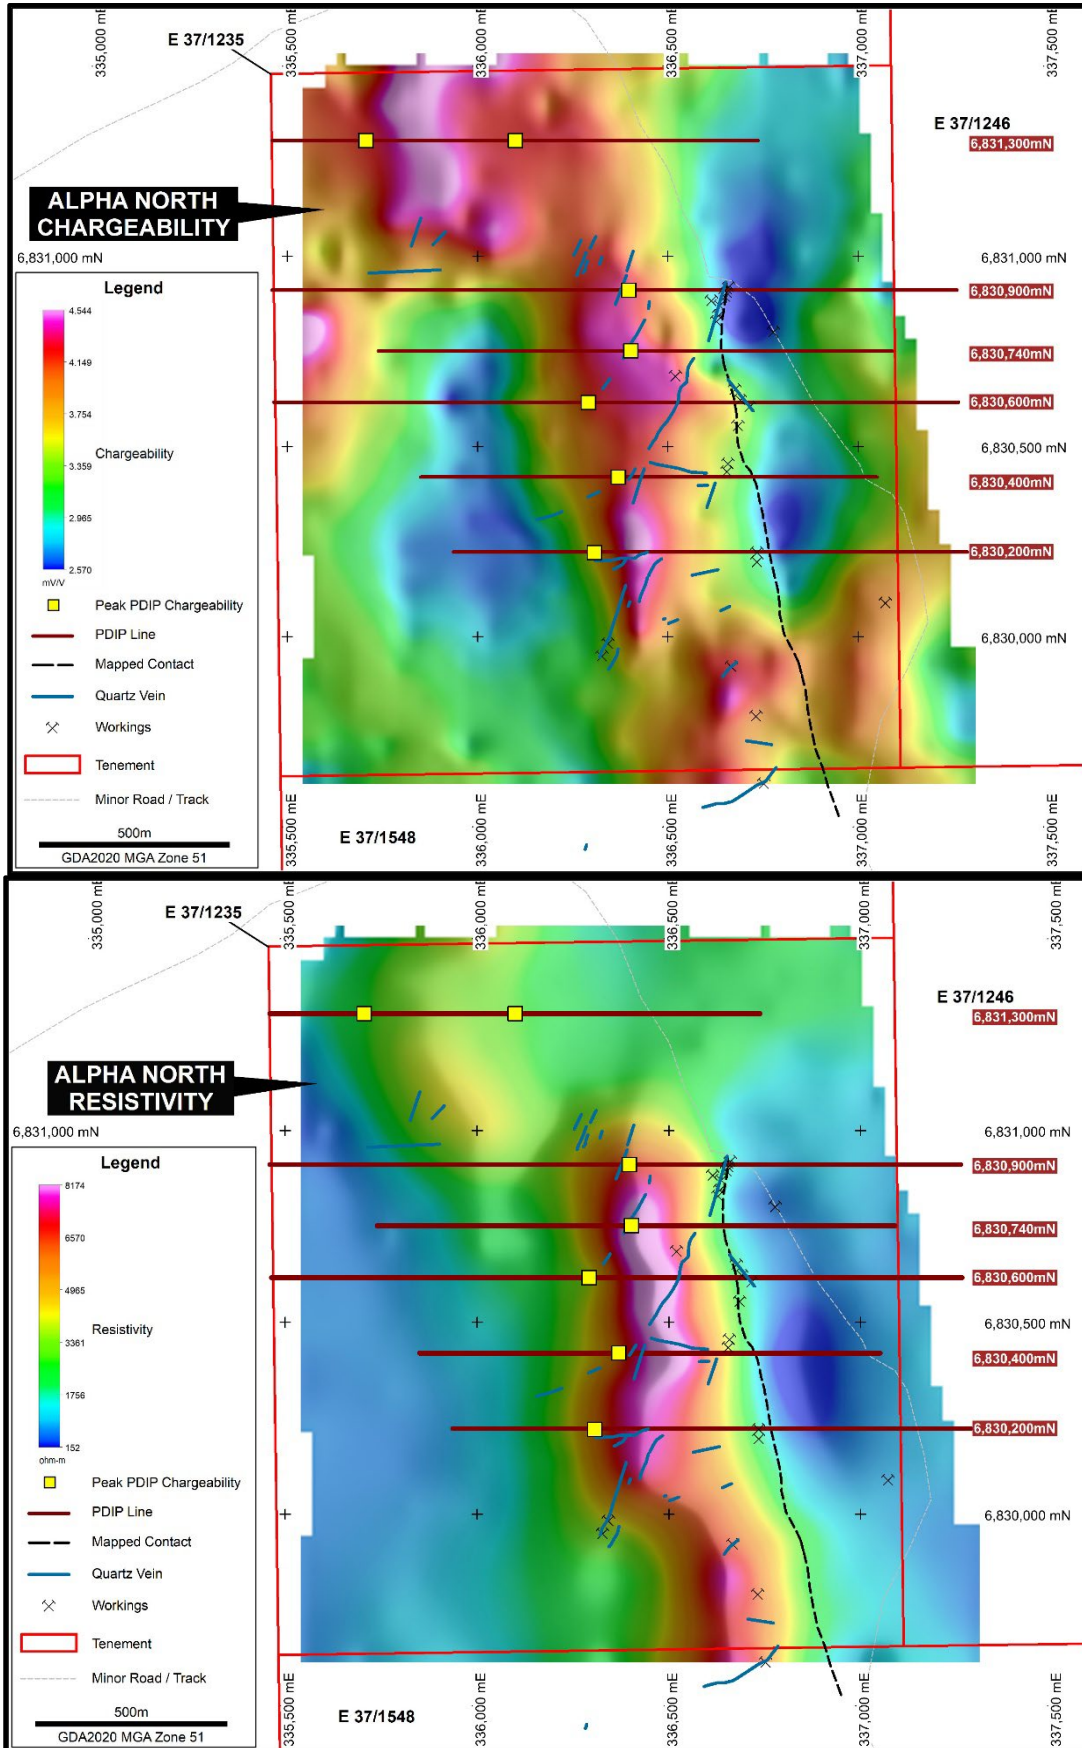 335,000 mE
335,500 mE
336,000 mE
336,500 mE
337,000 mE
337,500 mE
E 37/1235
E 37/1246
6,831,300mN
ALPHA NORTH
CHARGEABILITY
6,831,000 mN
6,831,000 mN
6,830,900mN
6,830,740mN
6,830,600mN
6,830,500 mN
6,830,400mN
6,830,200mN
6,830,000 mN
Legend
4.544
4.149
3.754
Chargeability
3.359
2.965
2.570
mV/V
Peak PDIP Chargeability
PDIP Line
Mapped Contact
Quartz Vein
Workings
Tenement
Minor Road / Track
500m
GDA2020 MGA Zone 51
335,500 mE
336,000 mE
336,500 mE
337,000 mE
337,500 mE
E 37/1548
335,000 mE
335,500 mE
336,000 mE
336,500 mE
337,000 mE
337,500 mE
E 37/1235
E 37/1246
6,831,300mN
ALPHA NORTH
RESISTIVITY
6,831,000 mN
6,831,000 mN
6,830,900mN
6,830,740mN
6,830,600mN
6,830,500 mN
6,830,400mN
6,830,200mN
6,830,000 mN
Legend
8174
6570
4965
Resistivity
3361
1756
152
ohm-m
Peak PDIP Chargeability
PDIP Line
Mapped Contact
Quartz Vein
Workings
Tenement
Minor Road / Track
500m
GDA2020 MGA Zone 51
335,500 mE
336,000 mE
336,500 mE
337,000 mE
337,500 mE
E 37/1548